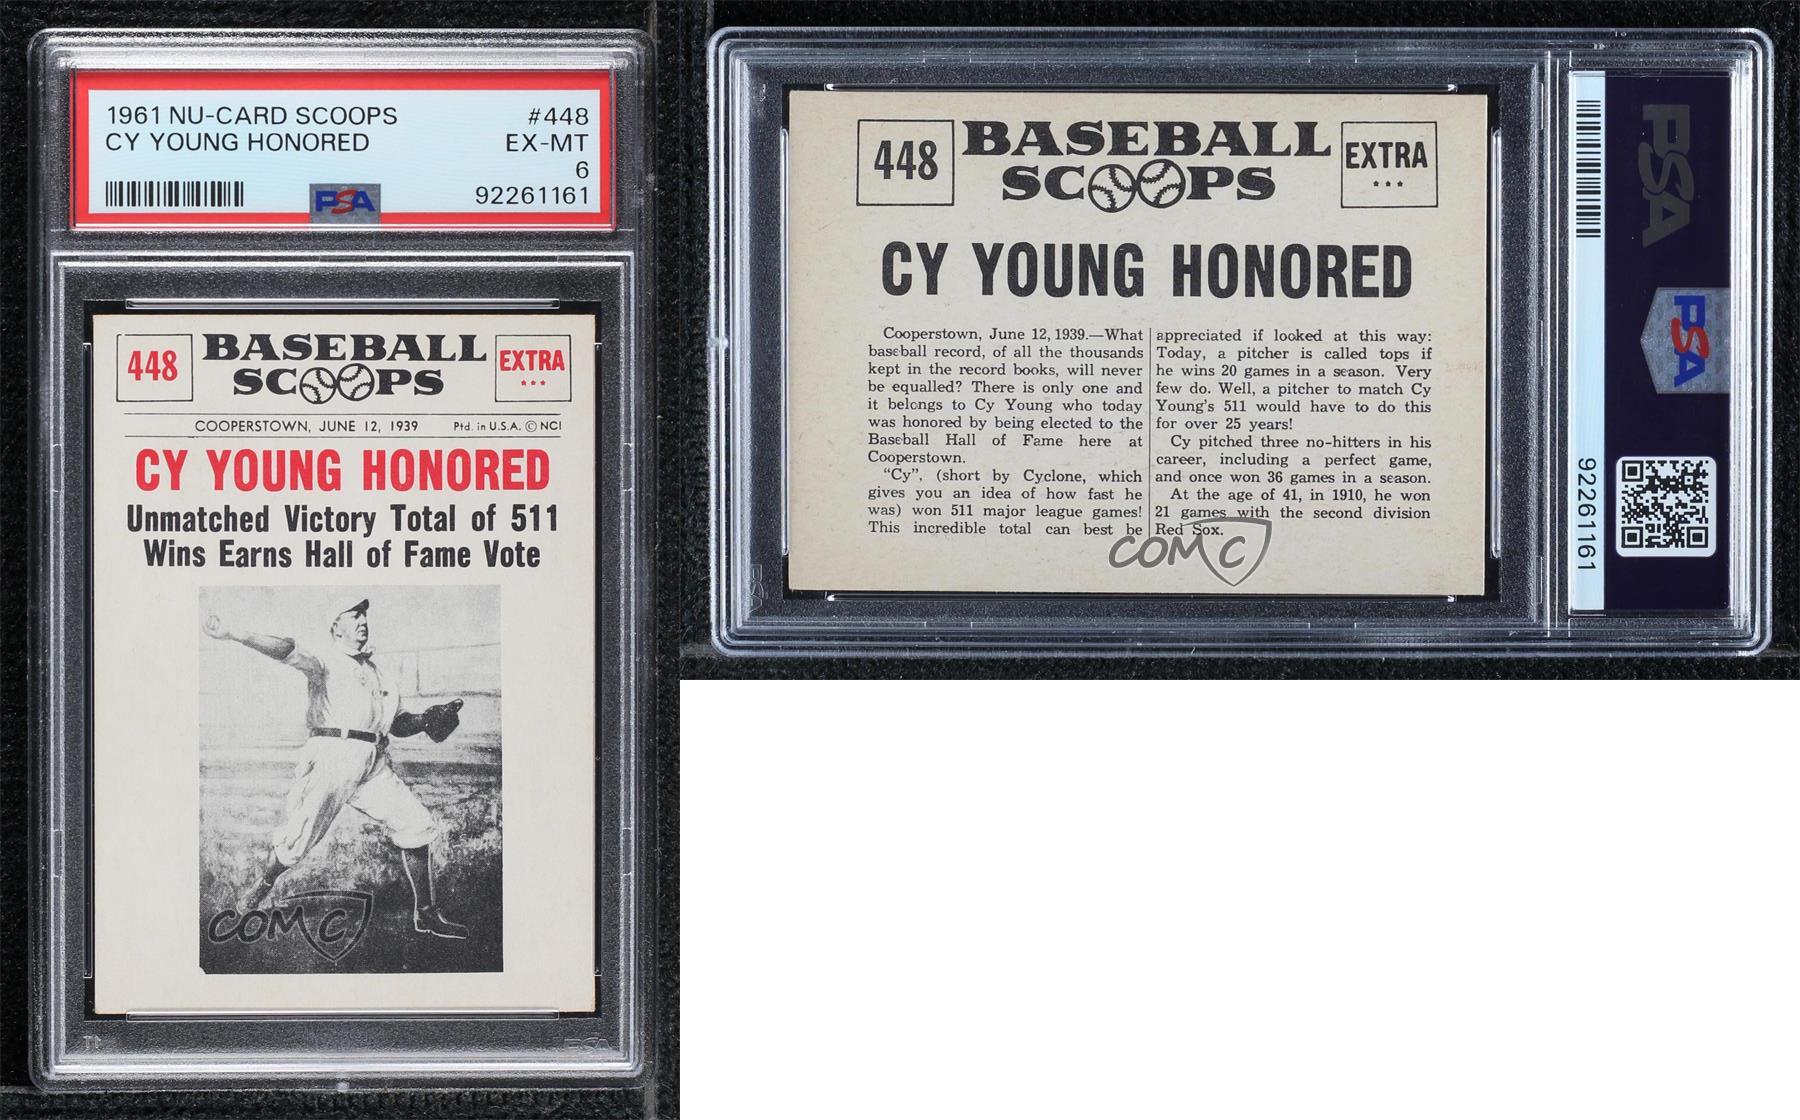 1961 NU-CARD SCOOPS #448
CY YOUNG HONORED EX-MT
6
PSA 92261161
448 BASEBALL SCOOPS EXTRA
COOPERSTOWN, JUNE 12, 1939 Ptd. in U.S.A. © NCI
CY YOUNG HONORED
Unmatched Victory Total of 511
Wins Earns Hall of Fame Vote
COMC
PSA
448 BASEBALL SCOOPS EXTRA
CY YOUNG HONORED
Cooperstown, June 12, 1939.—What
baseball record, of all the thousands
kept in the record books, will never
be equalled? There is only one and
it belongs to Cy Young who today
was honored by being elected to the
Baseball Hall of Fame here at
Cooperstown.
"Cy", (short by Cyclone, which
gives you an idea of how fast he
was) won 511 major league games!
This incredible total can best be
appreciated if looked at this way:
Today, a pitcher is called tops if
he wins 20 games in a season. Very
few do. Well, a pitcher to match Cy
Young's 511 would have to do this
for over 25 years!
Cy pitched three no-hitters in his
career, including a perfect game,
and once won 36 games in a season.
At the age of 41, in 1910, he won
21 games with the second division
Red Sox.
COMC
PSA
PSA
92261161